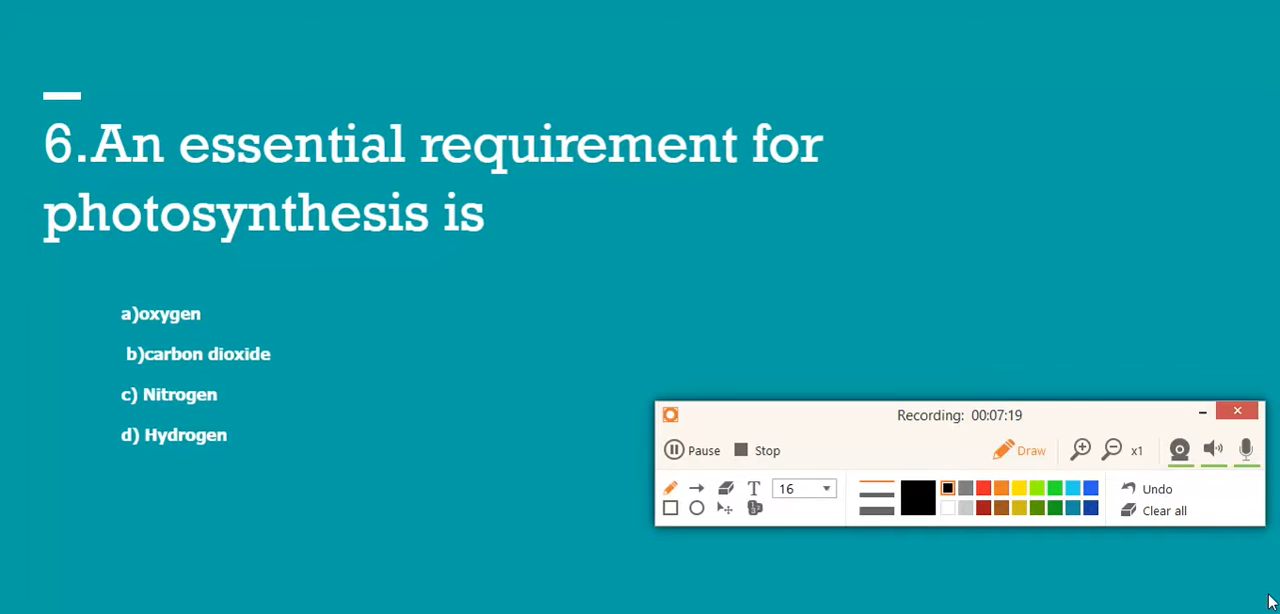 6.An essential requirement for
photosynthesis is
a)oxygen
b)carbon dioxide
c) Nitrogen
d) Hydrogen
Recording: 00:07:19
Pause Stop Draw x1
T 16 Undo
Clear all